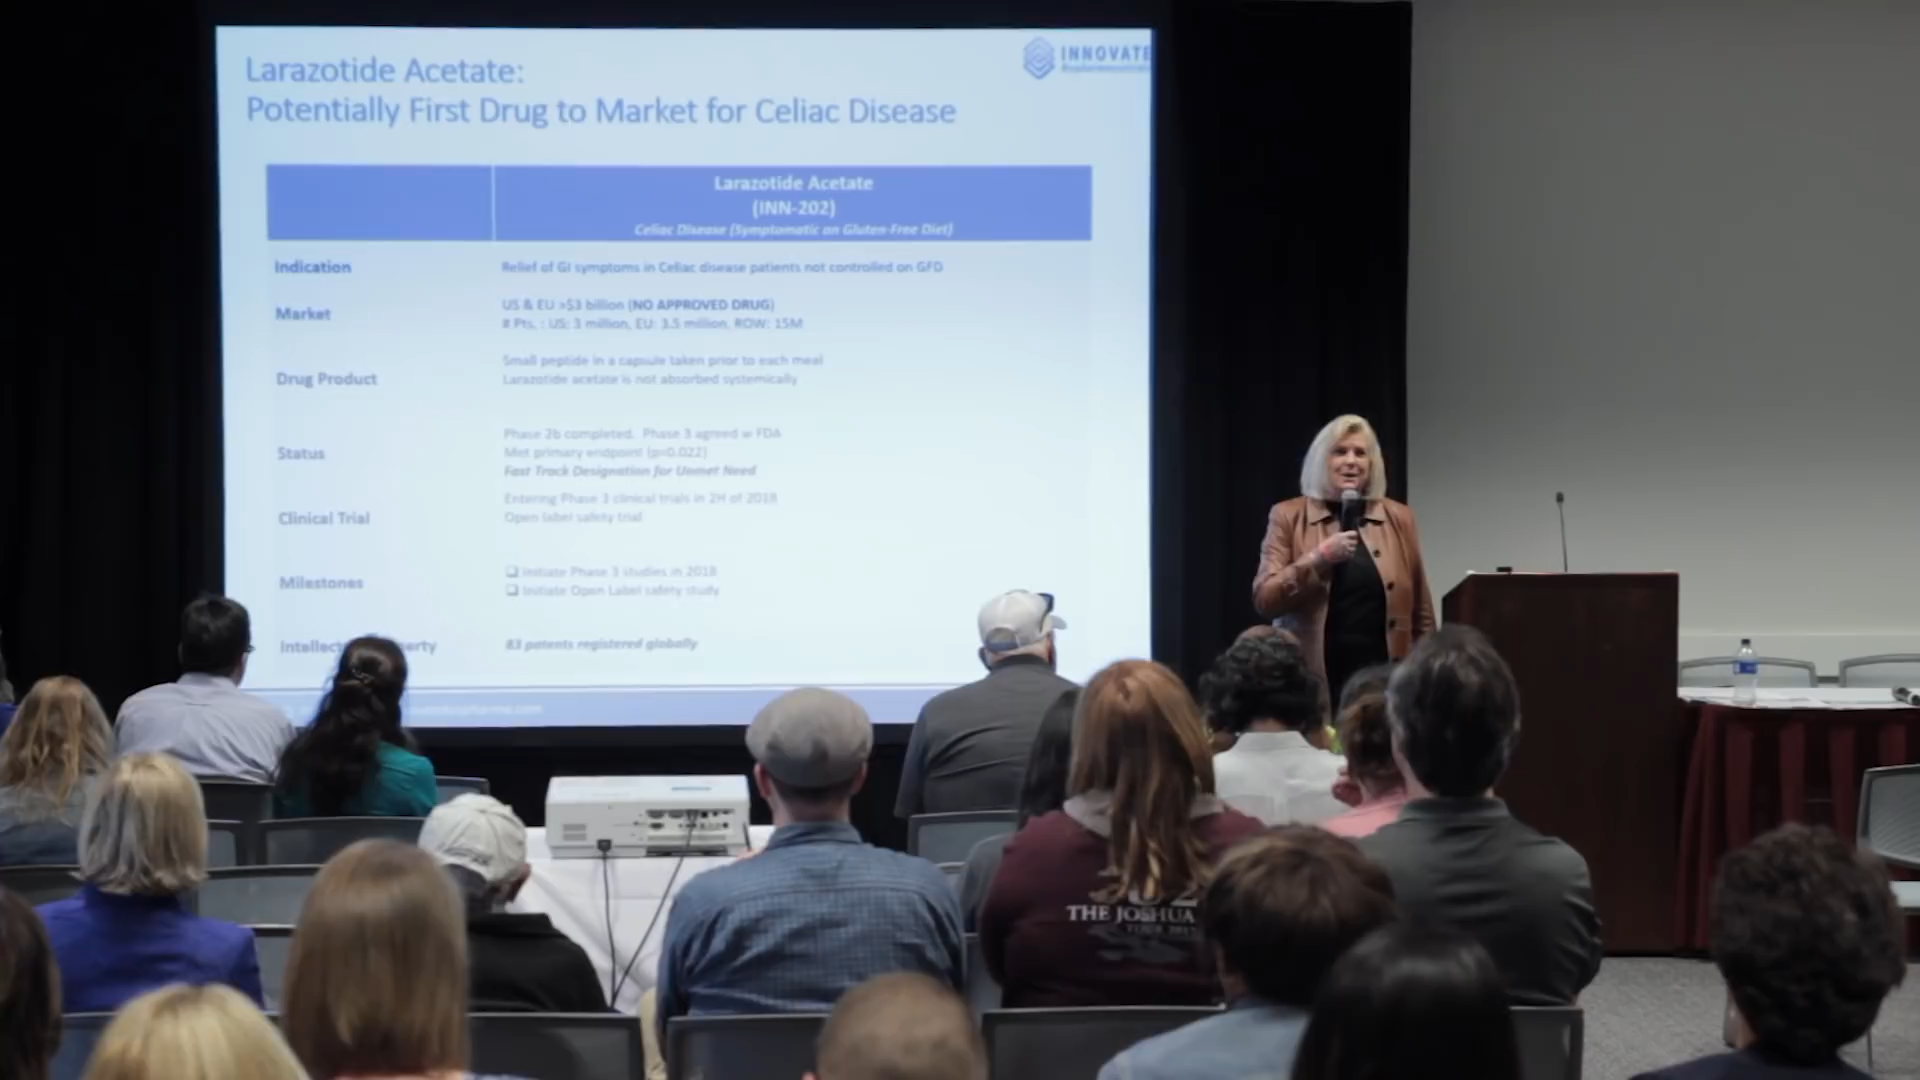 Larazotide Acetate:
Potentially First Drug to Market for Celiac Disease
INNOVATE
Larazotide Acetate
(INN-202)
Celiac Disease (Symptomatic on Gluten-Free Diet)
Indication
Relief of GI symptoms in Celiac disease patients not controlled on GFD
Market
US & EU >$3 billion (NO APPROVED DRUG)
# Pts. : US: 3 million, EU: 3.5 million, ROW: 15M
Drug Product
Small peptide in a capsule taken prior to each meal
Larazotide acetate is not absorbed systemically
Status
Phase 2b completed. Phase 3 agreed w FDA
Met primary endpoint (p=0.022)
Fast Track Designation for Unmet Need
Clinical Trial
Entering Phase 3 clinical trials in 2H of 2018
Open label safety trial
Milestones
Initiate Phase 3 studies in 2018
Initiate Open Label safety study
Intellect erty
83 patents registered globally
THE JOSHUA